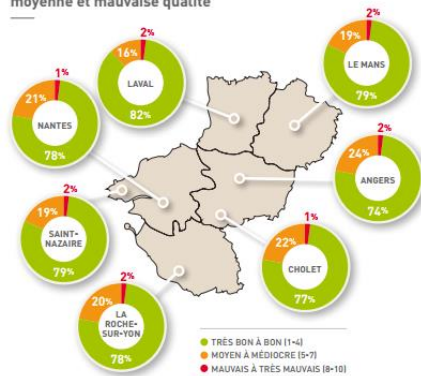 moyenne et mauvaise qualité
2%
16%
LAVAL
82%
2%
19%
LE MANS
79%
1%
21%
NANTES
78%
2%
24%
ANGERS
74%
2%
19%
SAINT-
NAZAIRE
79%
1%
22%
CHOLET
77%
2%
20%
LA
ROCHE-
SUR-YON
78%
TRÈS BON À BON (1-4)
MOYEN À MÉDIOCRE (5-7)
MAUVAIS À TRÈS MAUVAIS (8-10)